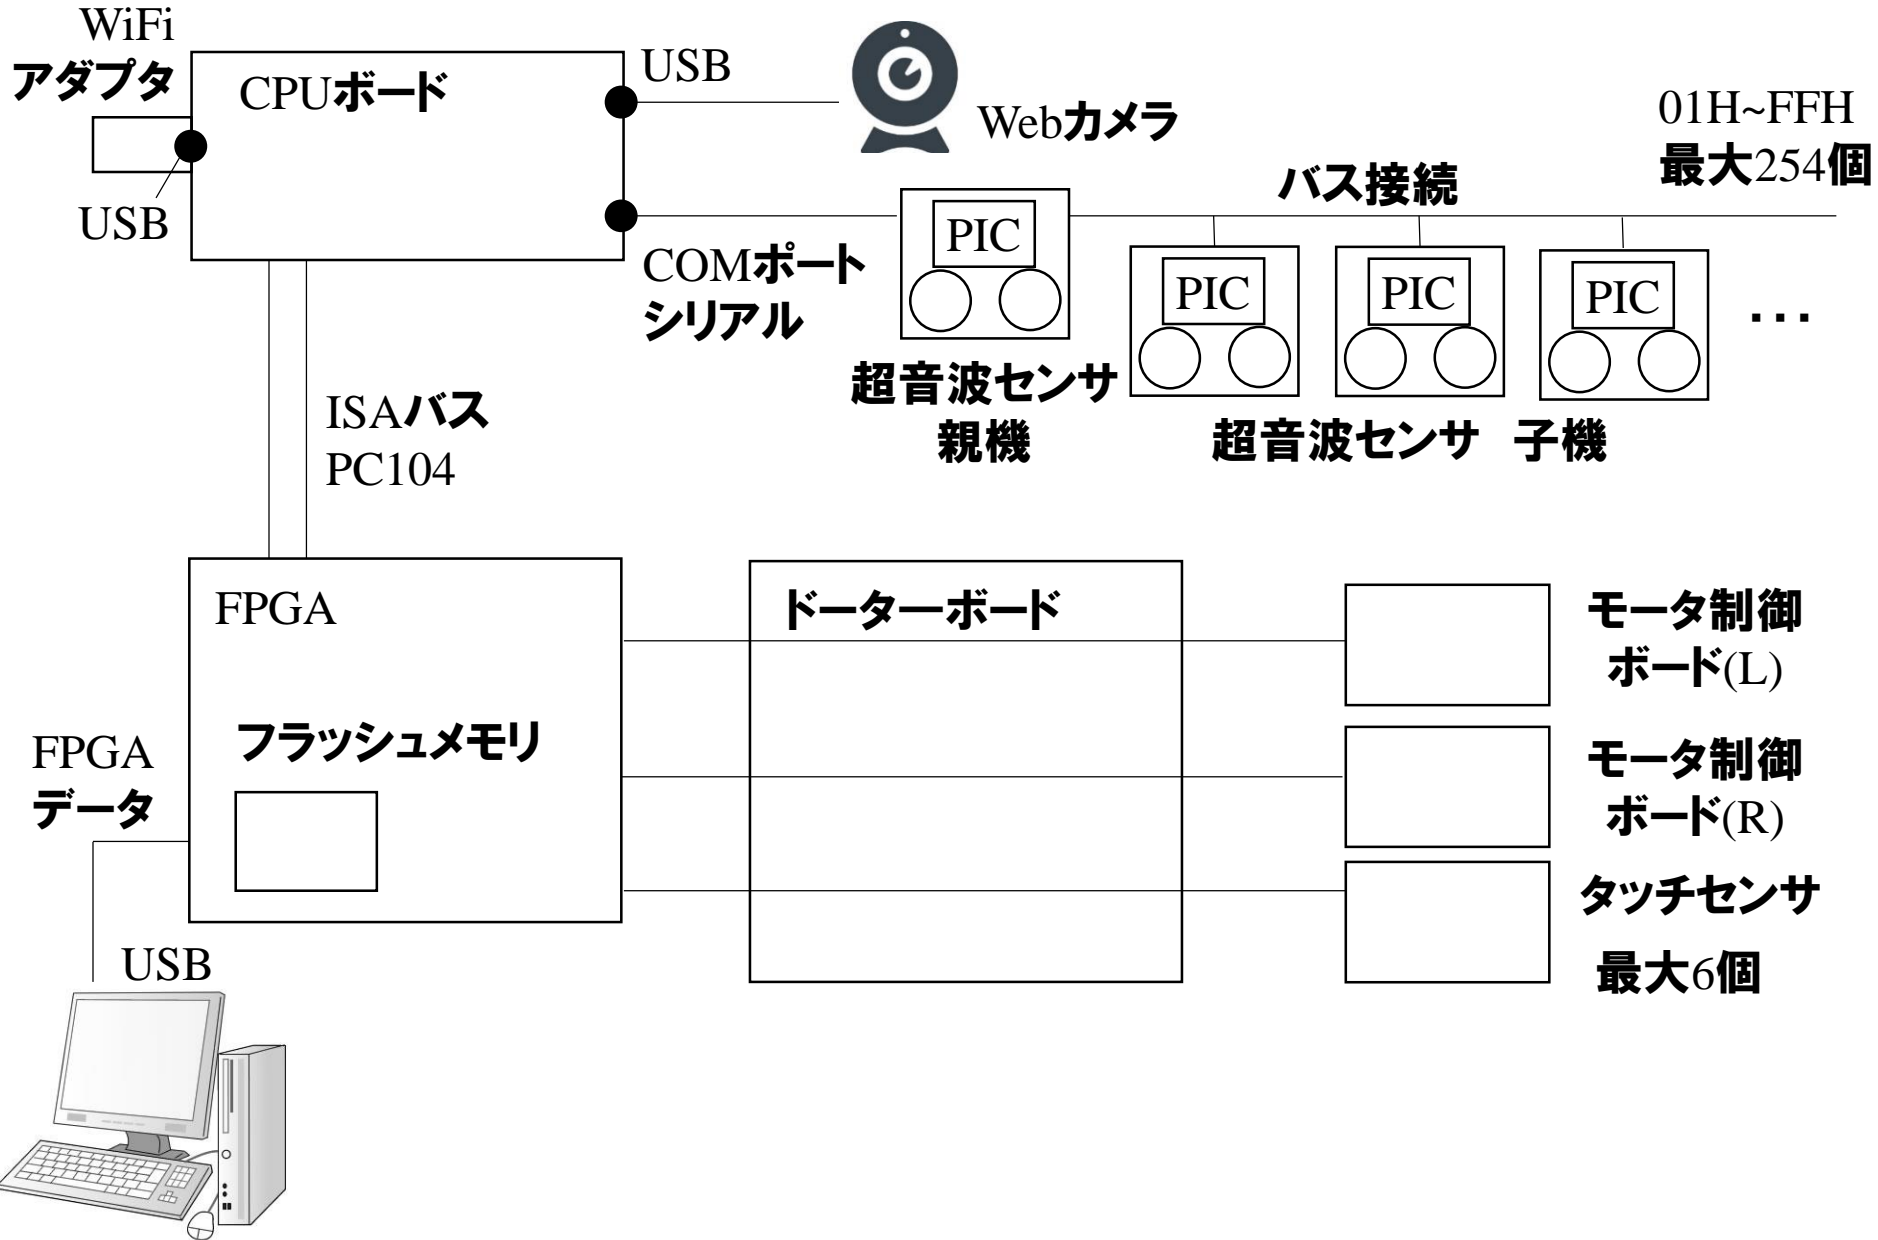 WiFi
アダプタ
CPUボード
USB
Webカメラ
01H~FFH
最大254個
バス接続
USB
PIC
PIC
PIC
PIC
・・・
COMポート
シリアル
超音波センサ
親機
超音波センサ 子機
ISAバス
PC104
FPGA
フラッシュメモリ
ドーターボード
モータ制御
ボード(L)
モータ制御
ボード(R)
タッチセンサ
最大6個
FPGA
データ
USB